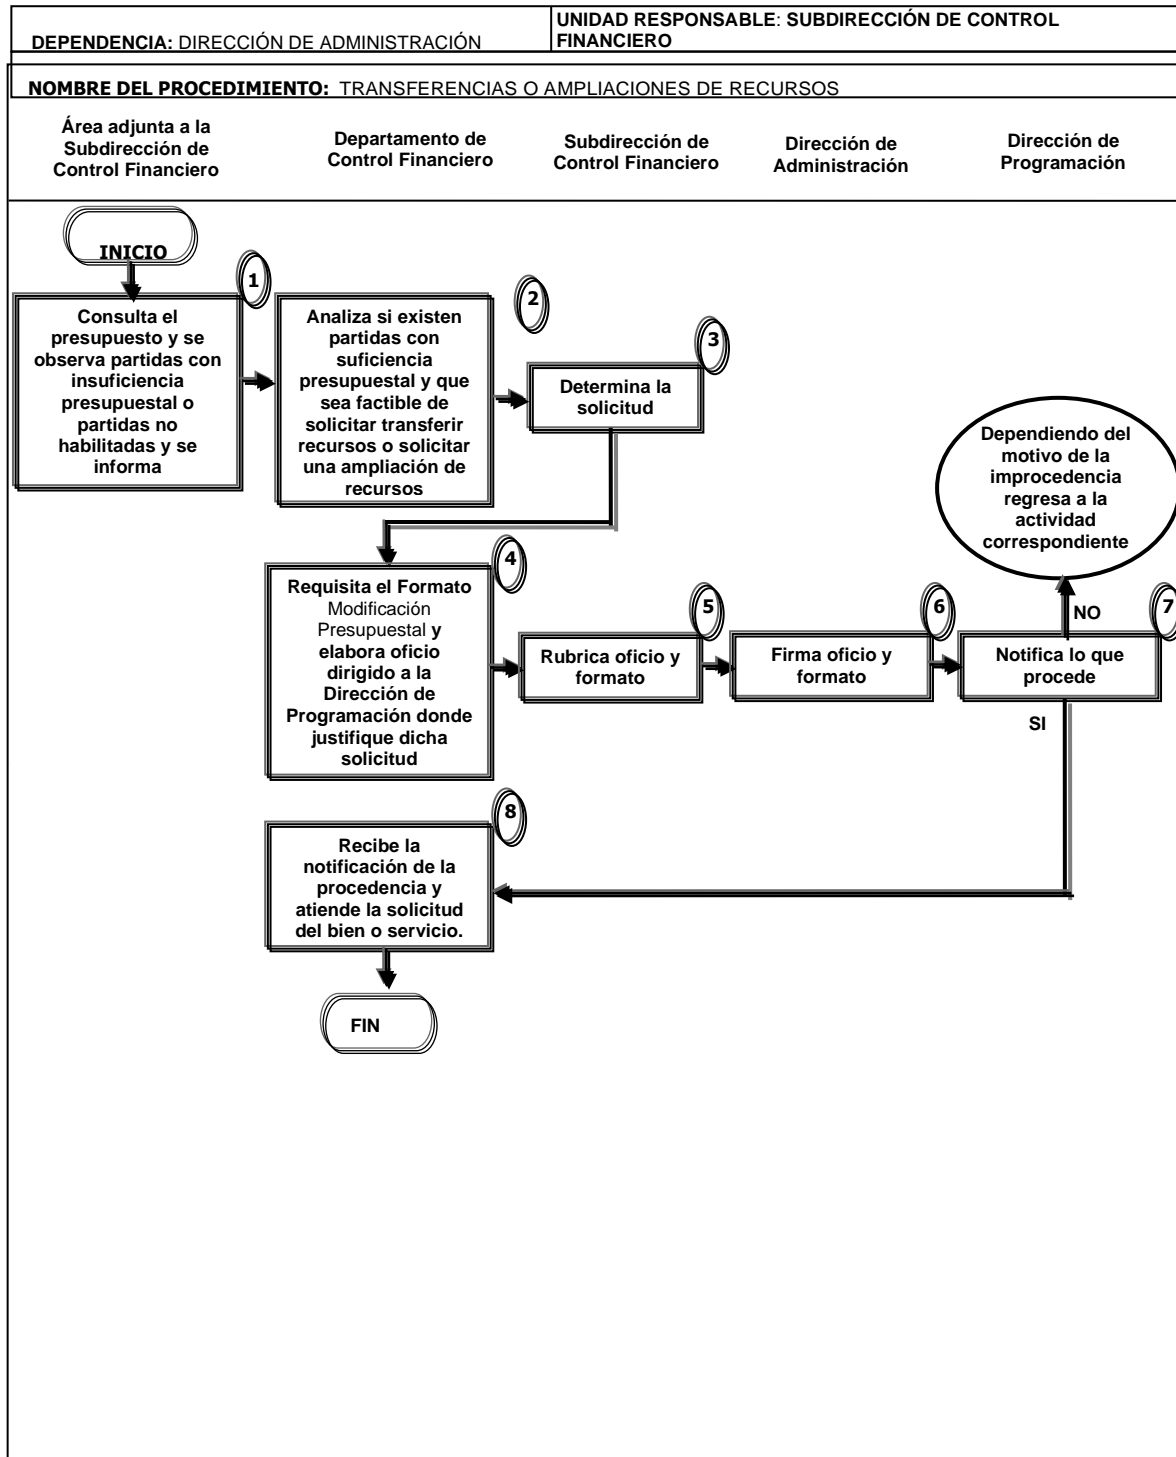 DEPENDENCIA: DIRECCIÓN DE ADMINISTRACIÓN
UNIDAD RESPONSABLE: SUBDIRECCIÓN DE CONTROL
FINANCIERO
NOMBRE DEL PROCEDIMIENTO: TRANSFERENCIAS O AMPLIACIONES DE RECURSOS
Área adjunta a la
Subdirección de
Control Financiero
Departamento de
Control Financiero
Subdirección de
Control Financiero
Dirección de
Administración
Dirección de
Programación
INICIO
1
Consulta el
presupuesto y se
observa partidas con
insuficiencia
presupuestal o
partidas no
habilitadas y se
informa
2
Analiza si existen
partidas con
suficiencia
presupuestal y que
sea factible de
solicitar transferir
recursos o solicitar
una ampliación de
recursos
3
Determina la
solicitud
Dependiendo del
motivo de la
improcedencia
regresa a la
actividad
correspondiente
4
Requisita el Formato
Modificación
Presupuestal y
elabora oficio
dirigido a la
Dirección de
Programación donde
justifique dicha
solicitud
5
Rubrica oficio y
formato
6
Firma oficio y
formato
NO
7
Notifica lo que
procede
SI
8
Recibe la
notificación de la
procedencia y
atiende la solicitud
del bien o servicio.
FIN